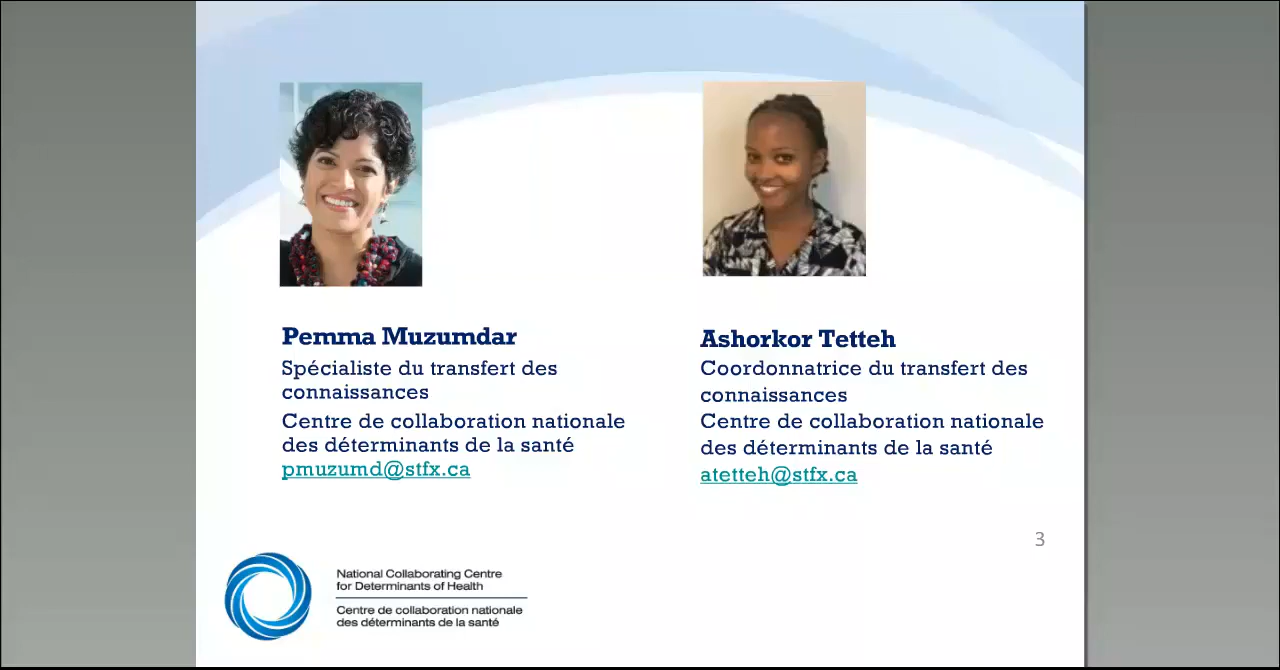 Pemma Muzumdar
Spécialiste du transfert des
connaissances
Centre de collaboration nationale
des déterminants de la santé
pmuzumd@stfx.ca
Ashorkor Tetteh
Coordonnatrice du transfert des
connaissances
Centre de collaboration nationale
des déterminants de la santé
atetteh@stfx.ca
3
National Collaborating Centre
for Determinants of Health
Centre de collaboration nationale
des déterminants de la santé